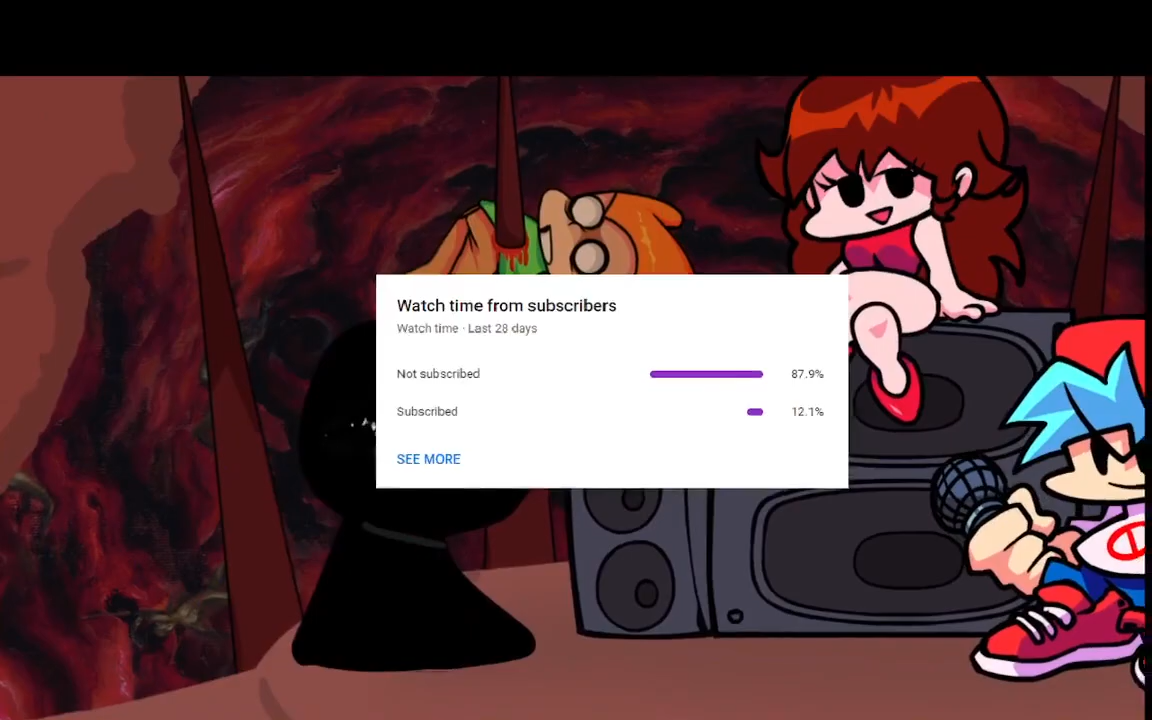 Watch time from subscribers
Watch time · Last 28 days
Not subscribed 87.9%
Subscribed 12.1%
SEE MORE